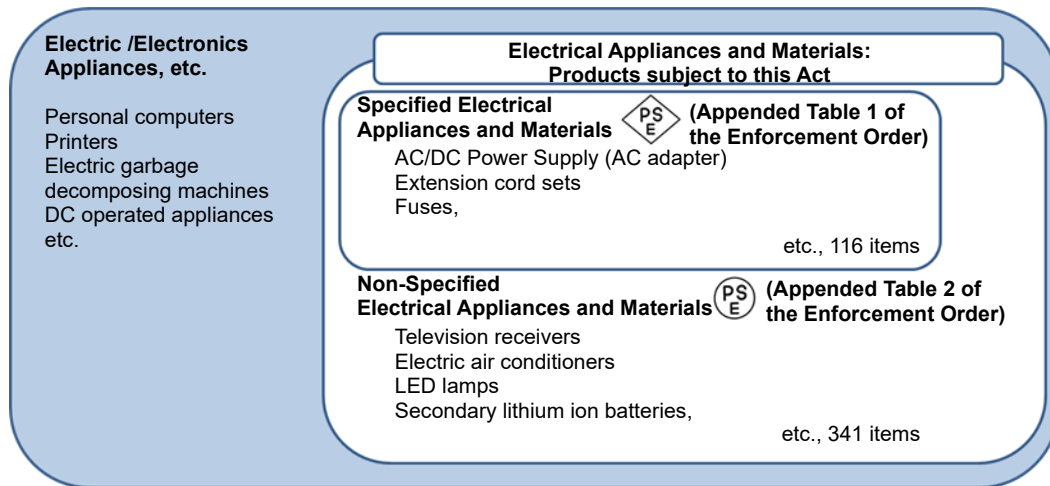 Electric /Electronics
Appliances, etc.
Personal computers
Printers
Electric garbage
decomposing machines
DC operated appliances
etc.
Electrical Appliances and Materials:
Products subject to this Act
Specified Electrical
Appliances and Materials
PS
E
(Appended Table 1 of
the Enforcement Order)
AC/DC Power Supply (AC adapter)
Extension cord sets
Fuses,
etc., 116 items
Non-Specified
Electrical Appliances and Materials
PS
E
(Appended Table 2 of
the Enforcement Order)
Television receivers
Electric air conditioners
LED lamps
Secondary lithium ion batteries,
etc., 341 items